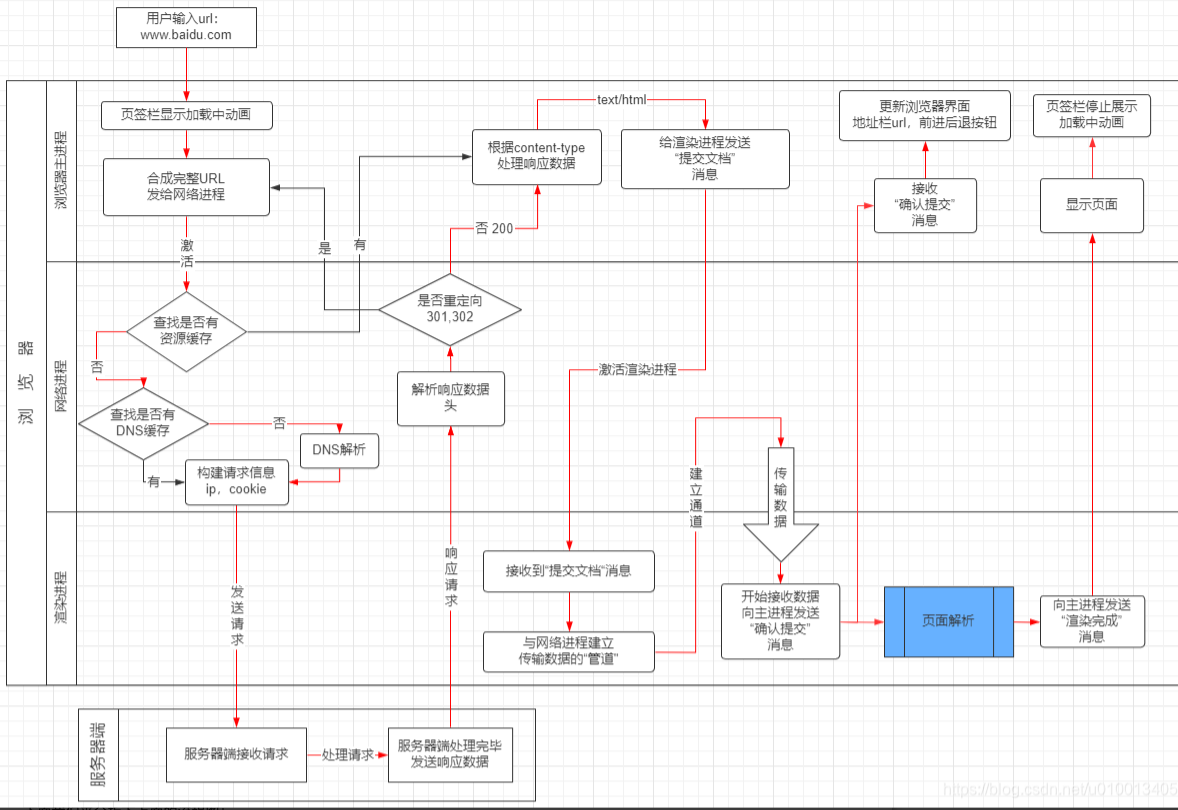 用户输入url:
www.baidu.com
浏览器
浏览器主进程
页签栏显示加载中动画
合成完整URL
发给网络进程
激活
是
有
根据content-type
处理响应数据
text/html
给渲染进程发送
“提交文档”
消息
否 200
更新浏览器界面
地址栏url，前进后退按钮
接收
“确认提交”
消息
页签栏停止展示
加载中动画
显示页面
网络进程
查找是否有
资源缓存
否
查找是否有
DNS缓存
否
DNS解析
有
构建请求信息
ip，cookie
是否重定向
301,302
解析响应数据
头
激活渲染进程
建立通道
传输数据
渲染进程
发送请求
响应请求
接收到“提交文档”消息
与网络进程建立
传输数据的“管道”
开始接收数据
向主进程发送
“确认提交”
消息
页面解析
向主进程发送
“渲染完成”
消息
服务器端
服务器端接收请求
处理请求
服务器端处理完毕
发送响应数据
https://blog.csdn.net/u010013405